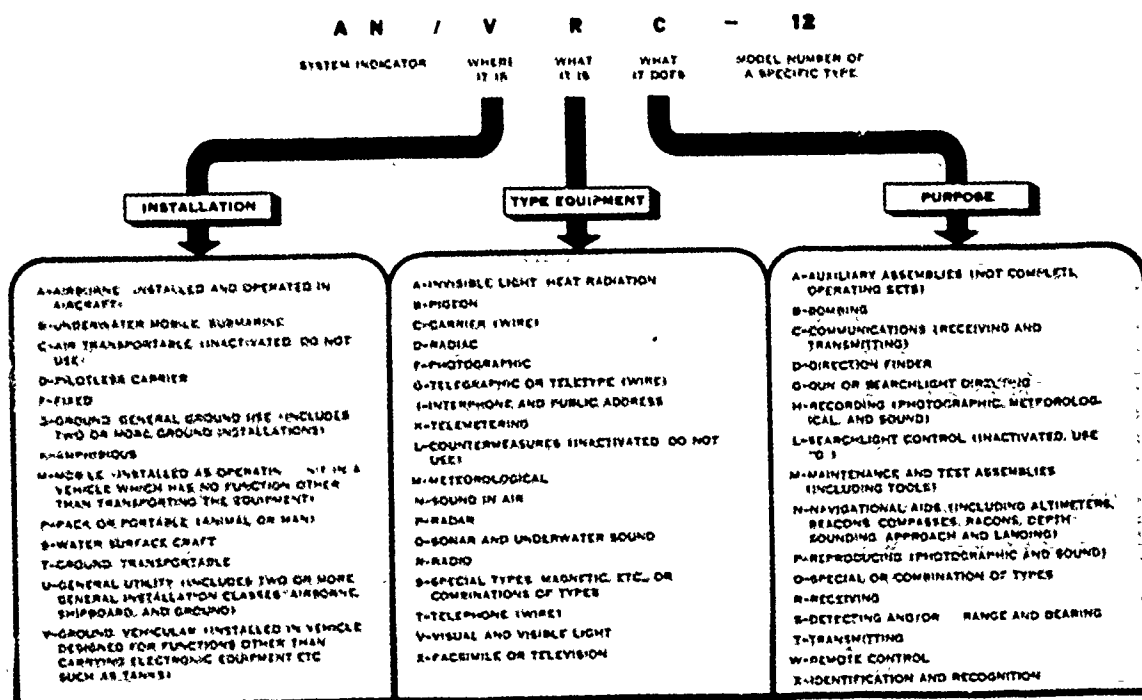 A N / V R C - 12
SYSTEM INDICATOR
WHERE
IT IS
WHAT
IT IS
WHAT
IT DOES
MODEL NUMBER OF
A SPECIFIC TYPE
INSTALLATION
A-AIRBORNE INSTALLED AND OPERATED IN
AIRCRAFT)
B-UNDERWATER MOBILE, SUBMARINE
C-AIR TRANSPORTABLE (INACTIVATED DO NOT
USE)
D-PILOTLESS CARRIER
F-FIXED
G-GROUND GENERAL GROUND USE (INCLUDES
TWO OR MORE GROUND INSTALLATIONS)
K-AMPHIBIOUS
M-MOBILE (INSTALLED AS OPERATIN IN A
VEHICLE WHICH HAS NO FUNCTION OTHER
THAN TRANSPORTING THE EQUIPMENT)
P-PACK OR PORTABLE (ANIMAL OR MAN)
S-WATER SURFACE CRAFT
T-GROUND TRANSPORTABLE
U-GENERAL UTILITY (INCLUDES TWO OR MORE
GENERAL INSTALLATION CLASSES AIRBORNE,
SHIPBOARD, AND GROUND)
V-GROUND VEHICULAR (INSTALLED IN VEHICLE
DESIGNED FOR FUNCTIONS OTHER THAN
CARRYING ELECTRONIC EQUIPMENT ETC
SUCH AS TANKS)
TYPE EQUIPMENT
A-INVISIBLE LIGHT HEAT RADIATION
B-PIGEON
C-CARRIER (WIRE)
D-RADIAC
F-PHOTOGRAPHIC
G-TELEGRAPHIC OR TELETYPE (WIRE)
I-INTERPHONE AND PUBLIC ADDRESS
K-TELEMETERING
L-COUNTERMEASURES (INACTIVATED DO NOT
USE)
M-METEOROLOGICAL
N-SOUND IN AIR
P-RADAR
Q-SONAR AND UNDERWATER SOUND
R-RADIO
S-SPECIAL TYPES MAGNETIC, ETC., OR
COMBINATIONS OF TYPES
T-TELEPHONE (WIRE)
V-VISUAL AND VISIBLE LIGHT
X-FACSIMILE OR TELEVISION
PURPOSE
A-AUXILIARY ASSEMBLIES (NOT COMPLETE
OPERATING SETS)
B-BOMBING
C-COMMUNICATIONS (RECEIVING AND
TRANSMITTING)
D-DIRECTION FINDER
G-GUN OR SEARCHLIGHT DIRECTING
H-RECORDING (PHOTOGRAPHIC, METEOROLOG-
ICAL, AND SOUND)
L-SEARCHLIGHT CONTROL (INACTIVATED, USE
"G")
M-MAINTENANCE AND TEST ASSEMBLIES
(INCLUDING TOOLS)
N-NAVIGATIONAL AIDS (INCLUDING ALTIMETERS,
BEACONS, COMPASSES, RACONS, DEPTH
SOUNDING APPROACH AND LANDING)
P-REPRODUCING (PHOTOGRAPHIC AND SOUND)
Q-SPECIAL OR COMBINATION OF TYPES
R-RECEIVING
S-DETECTING AND/OR RANGE AND BEARING
T-TRANSMITTING
W-REMOTE CONTROL
X-IDENTIFICATION AND RECOGNITION